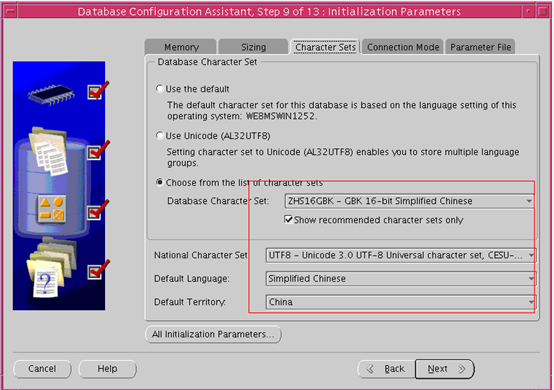 Database Configuration Assistant, Step 9 of 13 : Initialization Parameters
Memory Sizing Character Sets Connection Mode Parameter File
Database Character Set
Use the default
The default character set for this database is based on the language setting of this
operating system: WE8MSWIN1252.
Use Unicode (AL32UTF8)
Setting character set to Unicode (AL32UTF8) enables you to store multiple language
groups.
Choose from the list of character sets
Database Character Set: ZHS16GBK - GBK 16-bit Simplified Chinese
Show recommended character sets only
National Character Set UTF8 - Unicode 3.0 UTF-8 Universal character set, CESU-...
Default Language: Simplified Chinese
Default Territory: China
All Initialization Parameters...
Cancel Help Back Next